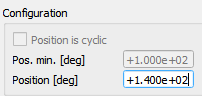 Configuration
Position is cyclic
Pos. min. [deg] +1.000e+02
Position [deg] +1.400e+02